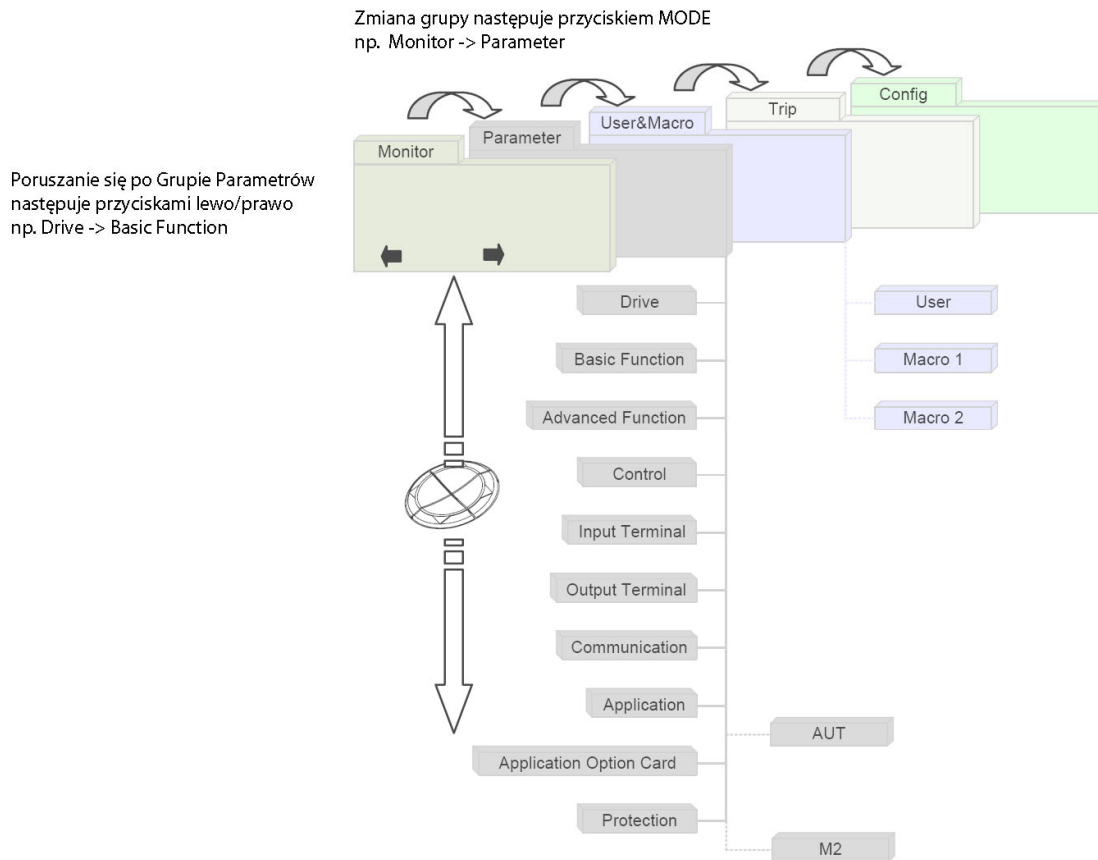 Zmiana grupy następuje przyciskiem MODE
np. Monitor -> Parameter
Config
Trip
User&Macro
Parameter
Monitor
Poruszanie się po Grupie Parametrów
następuje przyciskami lewo/prawo
np. Drive -> Basic Function
Drive
User
Basic Function
Macro 1
Advanced Function
Macro 2
Control
Input Terminal
Output Terminal
Communication
Application
AUT
Application Option Card
Protection
M2